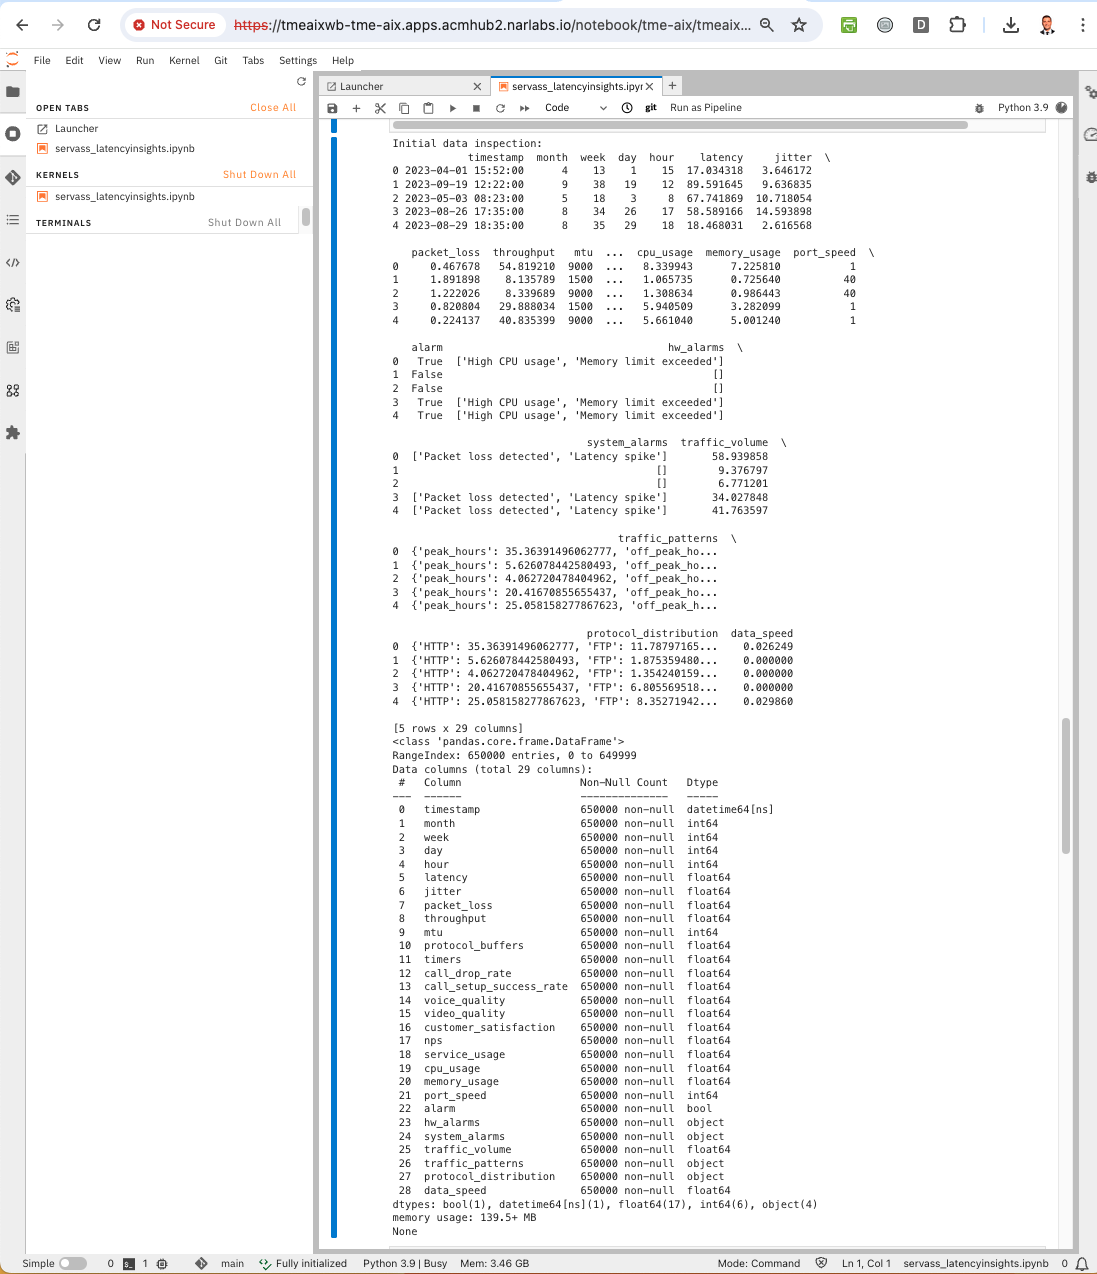 Not Secure https://tmeaixwb-tme-aix.apps.acmhub2.narlabs.io/notebook/tme-aix/tmeaix...
File Edit View Run Kernel Git Tabs Settings Help
OPEN TABS Close All
Launcher
servass_latencyinsights.ipynb
KERNELS Shut Down All
servass_latencyinsights.ipynb
TERMINALS Shut Down All
Launcher servass_latencyinsights.ipyr
Code git Run as Pipeline Python 3.9
Initial data inspection:
timestamp month week day hour latency jitter \
0 2023-04-01 15:52:00 4 13 1 15 17.034318 3.646172
1 2023-09-19 12:22:00 9 38 19 12 89.591645 9.636835
2 2023-05-03 08:23:00 5 18 3 8 67.741869 10.718054
3 2023-08-26 17:35:00 8 34 26 17 58.589166 14.593898
4 2023-08-29 18:35:00 8 35 29 18 18.468031 2.616568
packet_loss throughput mtu ... cpu_usage memory_usage port_speed \
0 0.467678 54.819210 9000 ... 8.339943 7.225810 1
1 1.891898 8.135789 1500 ... 1.065735 0.725640 40
2 1.222026 8.339689 9000 ... 1.308634 0.986443 40
3 0.820804 29.888034 1500 ... 5.940509 3.282099 1
4 0.224137 40.835399 9000 ... 5.661040 5.001240 1
alarm hw_alarms \
0 True ['High CPU usage', 'Memory limit exceeded']
1 False []
2 False []
3 True ['High CPU usage', 'Memory limit exceeded']
4 True ['High CPU usage', 'Memory limit exceeded']
system_alarms traffic_volume \
0 ['Packet loss detected', 'Latency spike'] 58.939858
1 [] 9.376797
2 [] 6.771201
3 ['Packet loss detected', 'Latency spike'] 34.027848
4 ['Packet loss detected', 'Latency spike'] 41.763597
traffic_patterns \
0 {'peak_hours': 35.36391496062777, 'off_peak_ho...
1 {'peak_hours': 5.626078442580493, 'off_peak_ho...
2 {'peak_hours': 4.062720478404962, 'off_peak_ho...
3 {'peak_hours': 20.41670855655437, 'off_peak_ho...
4 {'peak_hours': 25.058158277867623, 'off_peak_h...
protocol_distribution data_speed
0 {'HTTP': 35.36391496062777, 'FTP': 11.78797165... 0.026249
1 {'HTTP': 5.626078442580493, 'FTP': 1.875359480... 0.000000
2 {'HTTP': 4.062720478404962, 'FTP': 1.354240159... 0.000000
3 {'HTTP': 20.41670855655437, 'FTP': 6.805569518... 0.000000
4 {'HTTP': 25.058158277867623, 'FTP': 8.35271942... 0.029860
[5 rows x 29 columns]
<class 'pandas.core.frame.DataFrame'>
RangeIndex: 650000 entries, 0 to 649999
Data columns (total 29 columns):
# Column Non-Null Count Dtype
--- ------ -------------- -----
0 timestamp 650000 non-null datetime64[ns]
1 month 650000 non-null int64
2 week 650000 non-null int64
3 day 650000 non-null int64
4 hour 650000 non-null int64
5 latency 650000 non-null float64
6 jitter 650000 non-null float64
7 packet_loss 650000 non-null float64
8 throughput 650000 non-null float64
9 mtu 650000 non-null int64
10 protocol_buffers 650000 non-null float64
11 timers 650000 non-null float64
12 call_drop_rate 650000 non-null float64
13 call_setup_success_rate 650000 non-null float64
14 voice_quality 650000 non-null float64
15 video_quality 650000 non-null float64
16 customer_satisfaction 650000 non-null float64
17 nps 650000 non-null float64
18 service_usage 650000 non-null float64
19 cpu_usage 650000 non-null float64
20 memory_usage 650000 non-null float64
21 port_speed 650000 non-null int64
22 alarm 650000 non-null bool
23 hw_alarms 650000 non-null object
24 system_alarms 650000 non-null object
25 traffic_volume 650000 non-null float64
26 traffic_patterns 650000 non-null object
27 protocol_distribution 650000 non-null object
28 data_speed 650000 non-null float64
dtypes: bool(1), datetime64[ns](1), float64(17), int64(6), object(4)
memory usage: 139.5+ MB
None
Simple 0 1 main Fully initialized Python 3.9 | Busy Mem: 3.46 GB Mode: Command Ln 1, Col 1 servass_latencyinsights.ipynb 0